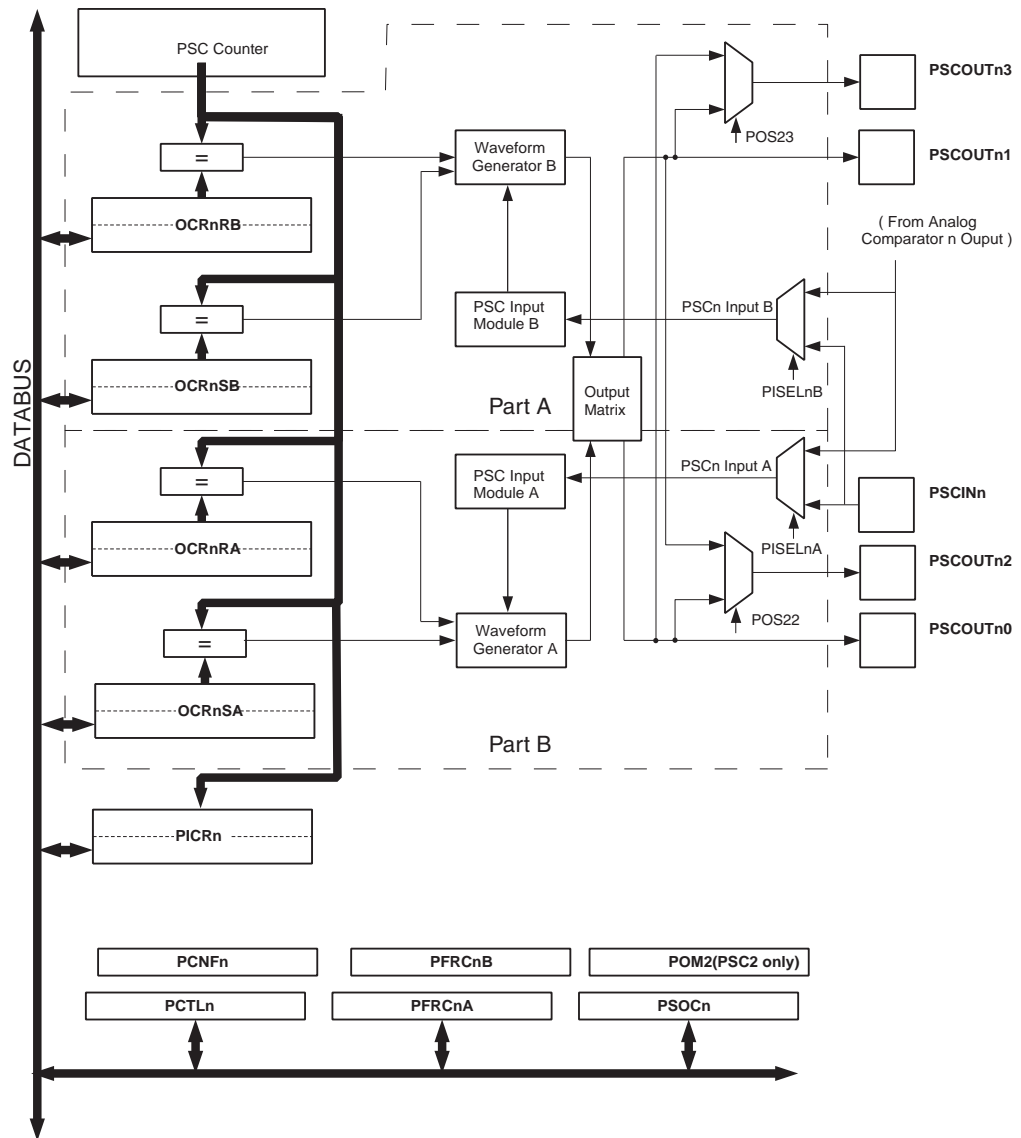 PSC Counter
PSCOUTn3
POS23
PSCOUTn1
=
Waveform
Generator B
OCRnRB
( From Analog
Comparator n Ouput )
=
PSC Input
Module B
PSCn Input B
OCRnSB
PISELnB
Output
Matrix
Part A
DATABUS
=
PSC Input
Module A
PSCn Input A
PSCINn
OCRnRA
PISELnA
PSCOUTn2
=
Waveform
Generator A
POS22
PSCOUTn0
OCRnSA
Part B
PICRn
PCNFn
PFRCnB
POM2(PSC2 only)
PCTLn
PFRCnA
PSOCn